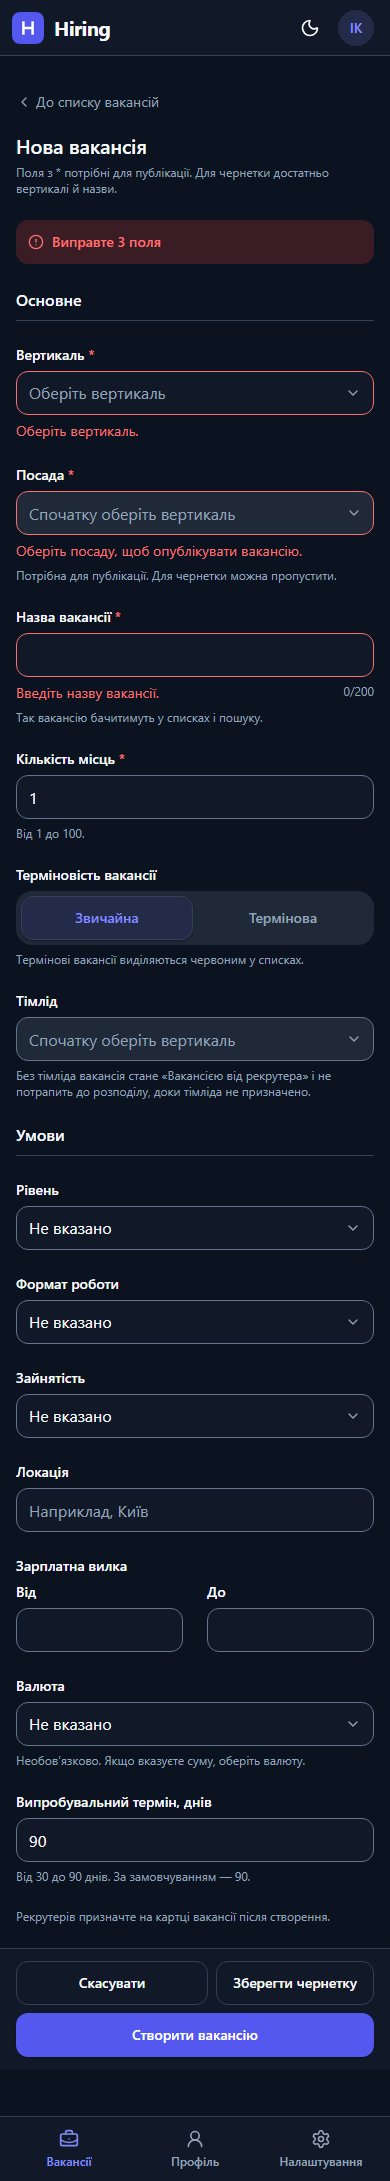 H Hiring IK
До списку вакансій
Нова вакансія
Поля з * потрібні для публікації. Для чернетки достатньо
вертикалі й назви.
Виправте 3 поля
Основне
Вертикаль *
Оберіть вертикаль
Оберіть вертикаль.
Посада *
Спочатку оберіть вертикаль
Оберіть посаду, щоб опублікувати вакансію.
Потрібна для публікації. Для чернетки можна пропустити.
Назва вакансії *
Введіть назву вакансії. 0/200
Так вакансію бачитимуть у списках і пошуку.
Кількість місць *
1
Від 1 до 100.
Терміновість вакансії
Звичайна Термінова
Термінові вакансії виділяються червоним у списках.
Тімлід
Спочатку оберіть вертикаль
Без тімліда вакансія стане «Вакансією від рекрутера» і не
потрапить до розподілу, доки тімліда не призначено.
Умови
Рівень
Не вказано
Формат роботи
Не вказано
Зайнятість
Не вказано
Локація
Наприклад, Київ
Зарплатна вилка
Від До
Валюта
Не вказано
Необов'язково. Якщо вказуєте суму, оберіть валюту.
Випробувальний термін, днів
90
Від 30 до 90 днів. За замовчуванням — 90.
Рекрутерів призначте на картці вакансії після створення.
Скасувати Зберегти чернетку
Створити вакансію
Вакансії Профіль Налаштування